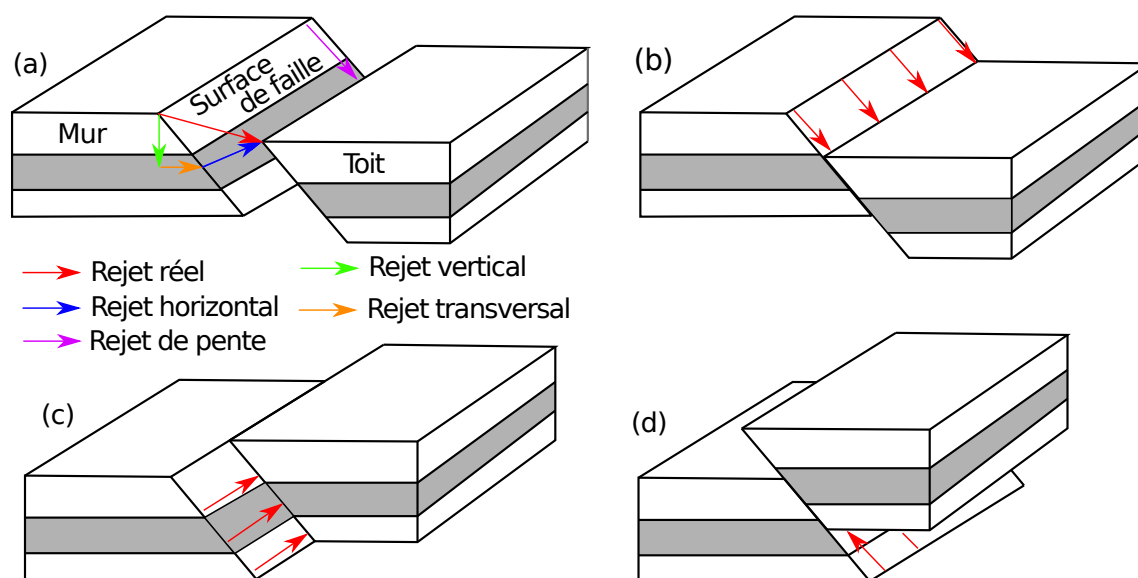 (a)
Surface
de faille
Mur
Toit
(b)
Rejet réel
Rejet vertical
Rejet horizontal
Rejet transversal
Rejet de pente
(c)
(d)